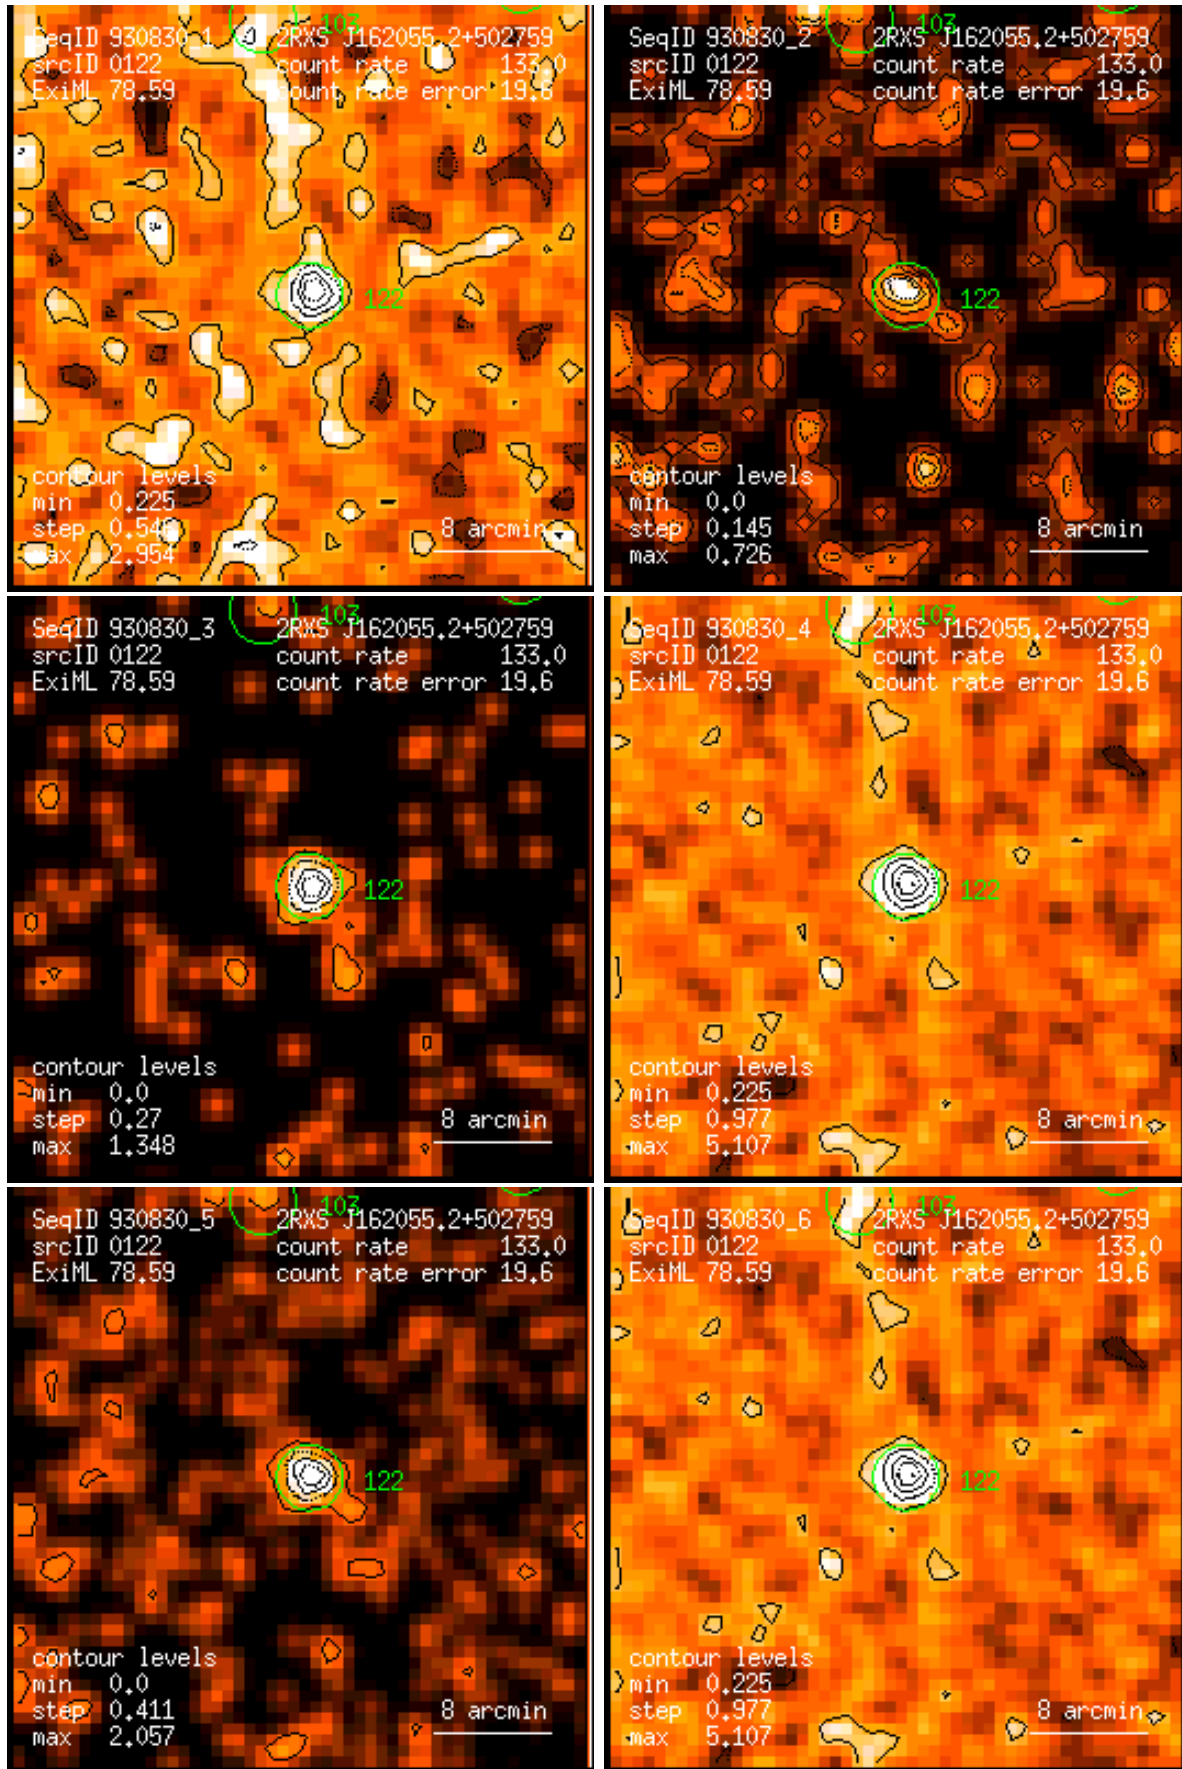 103
SeqID 930830_1 2RXS J162055.2+502759
srcID 0122 count rate 133.0
ExiML 78.59 count rate error 19.6
122
contour levels
min 0.225
step 0.546
max 2.954
8 arcmin
103
SeqID 930830_2 2RXS J162055.2+502759
srcID 0122 count rate 133.0
ExiML 78.59 count rate error 19.6
122
contour levels
min 0.0
step 0.145
max 0.726
8 arcmin
103
SeqID 930830_3 2RXS J162055.2+502759
srcID 0122 count rate 133.0
ExiML 78.59 count rate error 19.6
122
contour levels
min 0.0
step 0.27
max 1.348
8 arcmin
103
SeqID 930830_4 2RXS J162055.2+502759
srcID 0122 count rate 133.0
ExiML 78.59 count rate error 19.6
122
contour levels
min 0.225
step 0.977
max 5.107
8 arcmin
103
SeqID 930830_5 2RXS J162055.2+502759
srcID 0122 count rate 133.0
ExiML 78.59 count rate error 19.6
122
contour levels
min 0.0
step 0.411
max 2.057
8 arcmin
103
SeqID 930830_6 2RXS J162055.2+502759
srcID 0122 count rate 133.0
ExiML 78.59 count rate error 19.6
122
contour levels
min 0.225
step 0.977
max 5.107
8 arcmin